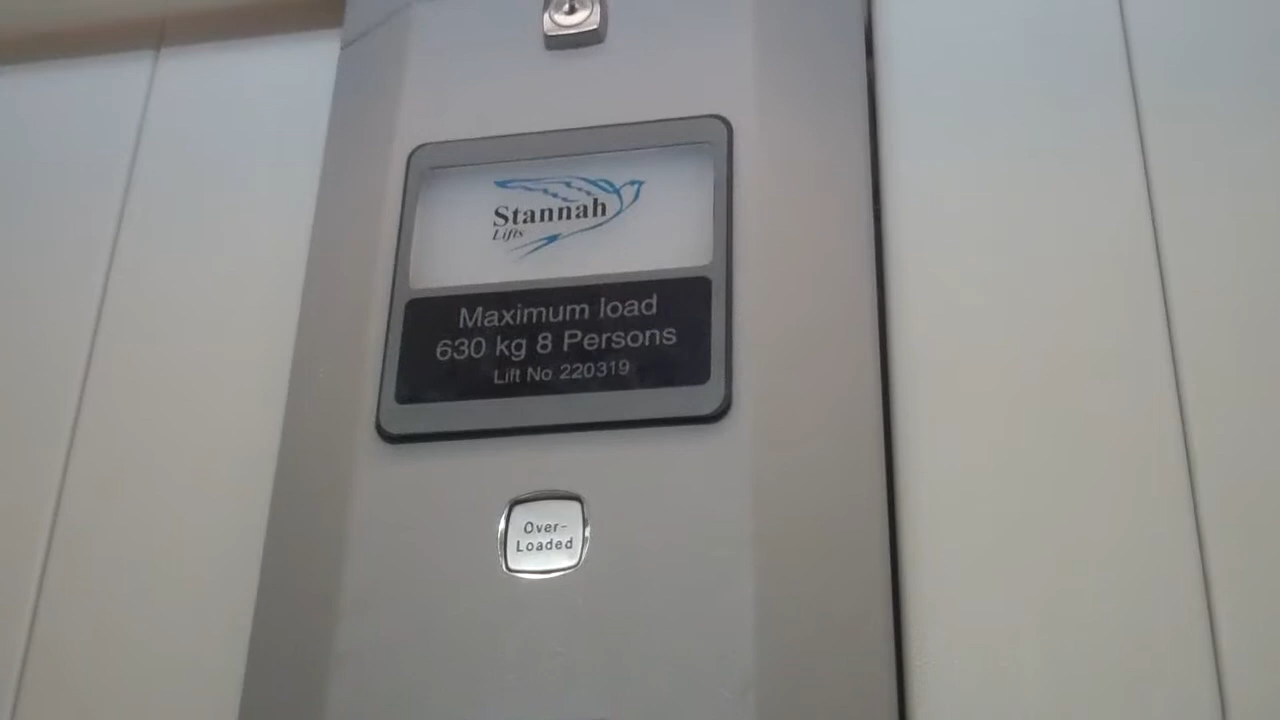 Stannah
Lifts
Maximum load
630 kg 8 Persons
Lift No 220319
Over-
Loaded